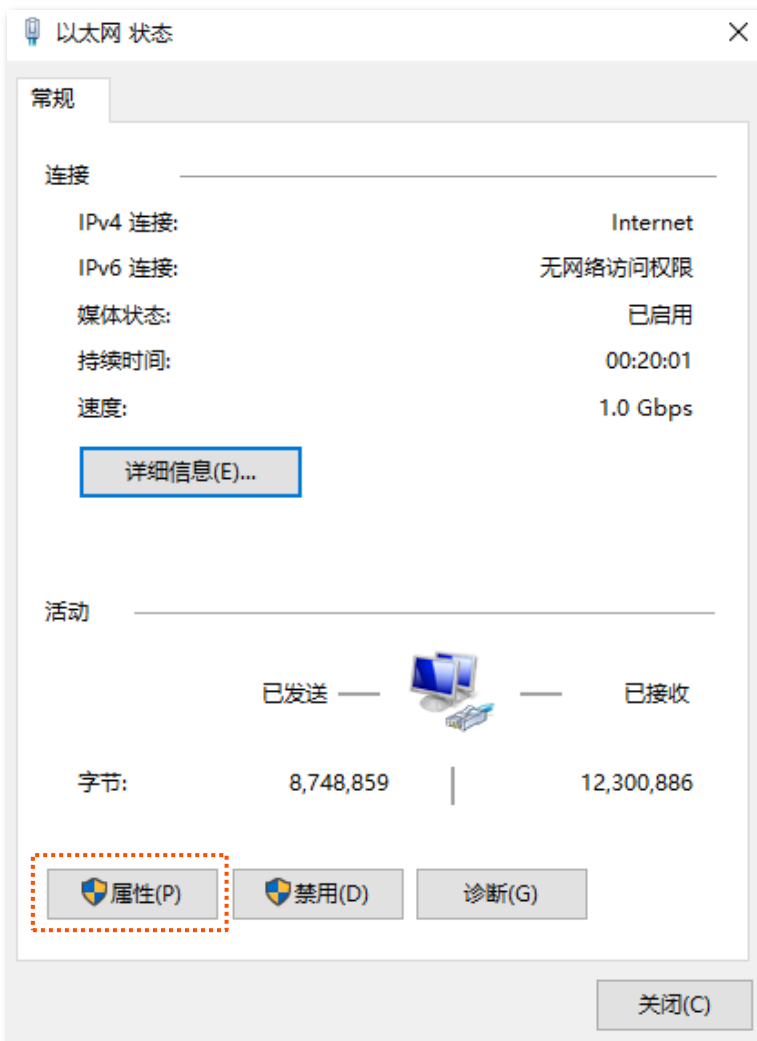 以太网 状态
常规
连接
IPv4 连接: Internet
IPv6 连接: 无网络访问权限
媒体状态: 已启用
持续时间: 00:20:01
速度: 1.0 Gbps
详细信息(E)...
活动
已发送 已接收
字节: 8,748,859 12,300,886
属性(P) 禁用(D) 诊断(G)
关闭(C)